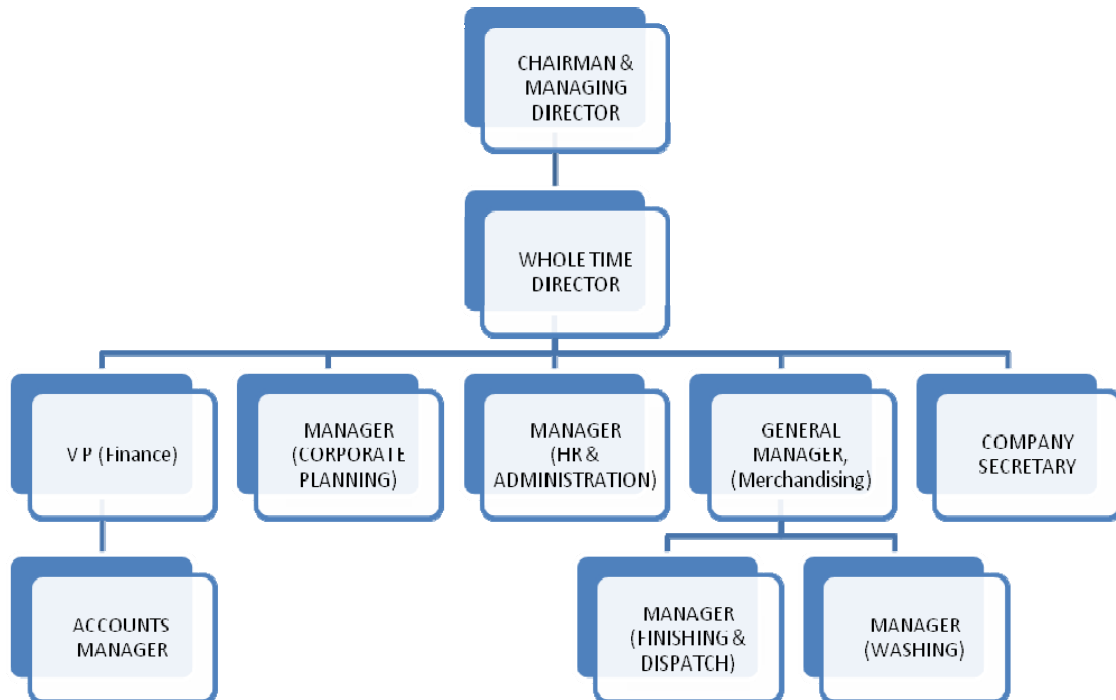 CHAIRMAN &
MANAGING
DIRECTOR
WHOLE TIME
DIRECTOR
V P (Finance)
MANAGER
(CORPORATE
PLANNING)
MANAGER
(HR &
ADMINISTRATION)
GENERAL
MANAGER,
(Merchandising)
COMPANY
SECRETARY
ACCOUNTS
MANAGER
MANAGER
(FINISHING &
DISPATCH)
MANAGER
(WASHING)